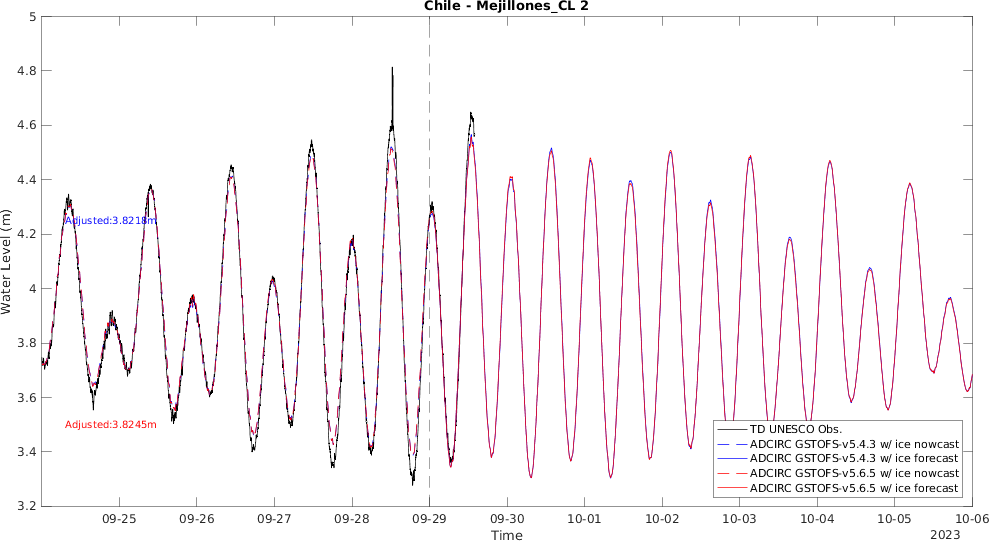 Chile - Mejillones_CL 2
5
4.8
4.6
4.4
4.2
4
3.8
3.6
3.4
3.2
Water Level (m)
Adjusted:3.8218m
Adjusted:3.8245m
TD UNESCO Obs.
ADCIRC GSTOFS-v5.4.3 w/ ice nowcast
ADCIRC GSTOFS-v5.4.3 w/ ice forecast
ADCIRC GSTOFS-v5.6.5 w/ ice nowcast
ADCIRC GSTOFS-v5.6.5 w/ ice forecast
09-25 09-26 09-27 09-28 09-29 09-30 10-01 10-02 10-03 10-04 10-05 10-06
Time
2023